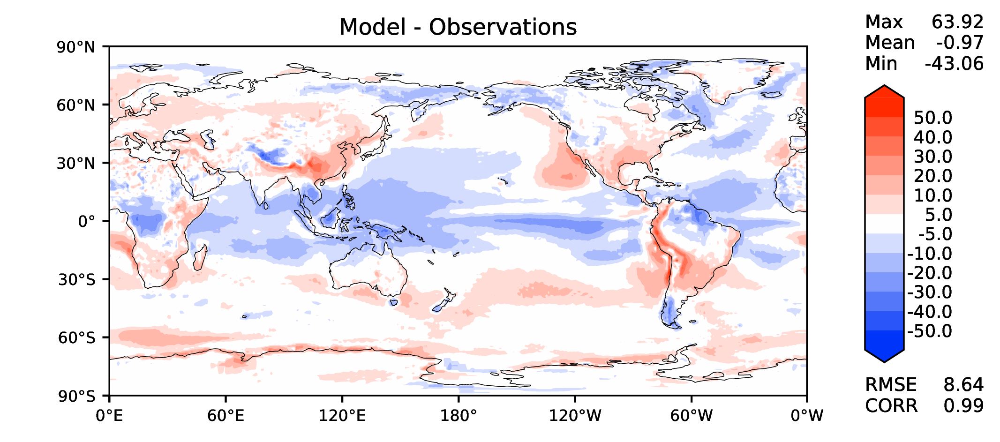 Model - Observations
Max 63.92
Mean -0.97
Min -43.06
90°N
60°N
30°N
0°
30°S
60°S
90°S
0°E 60°E 120°E 180° 120°W 60°W 0°W
50.0
40.0
30.0
20.0
10.0
5.0
-5.0
-10.0
-20.0
-30.0
-40.0
-50.0
RMSE 8.64
CORR 0.99